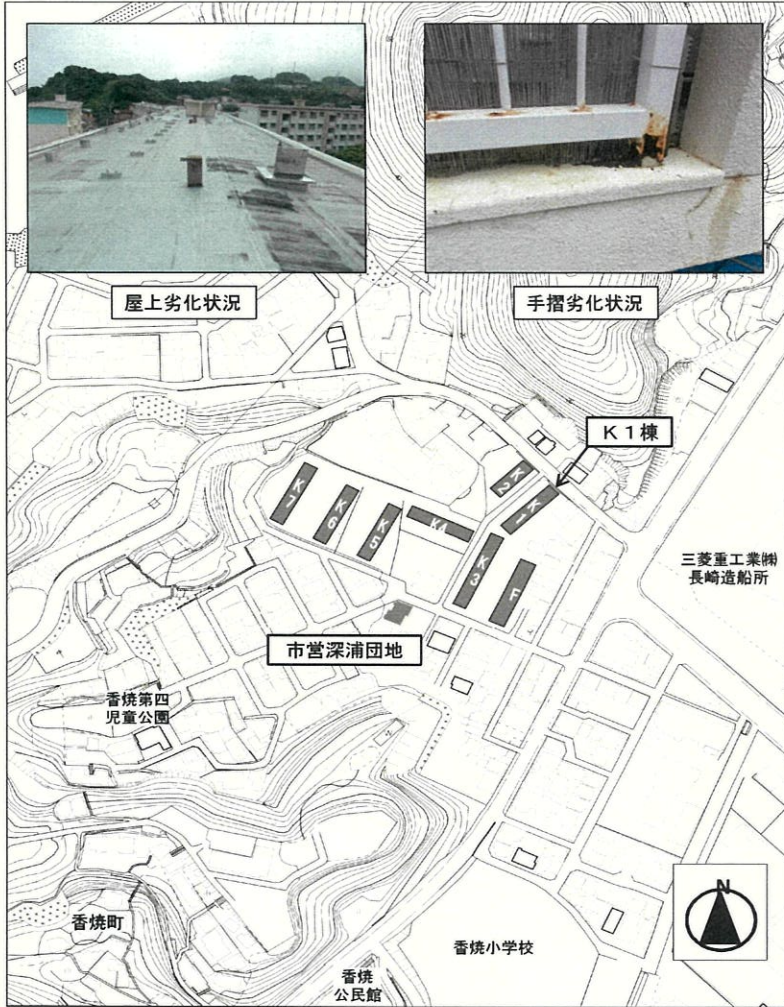 屋上劣化状況
手摺劣化状況
K1棟
K7
K6
K5
K4
K2
K1
K3
F
三菱重工業㈱
長崎造船所
市営深浦団地
香焼第四
児童公園
香焼町
香焼小学校
香焼
公民館
N